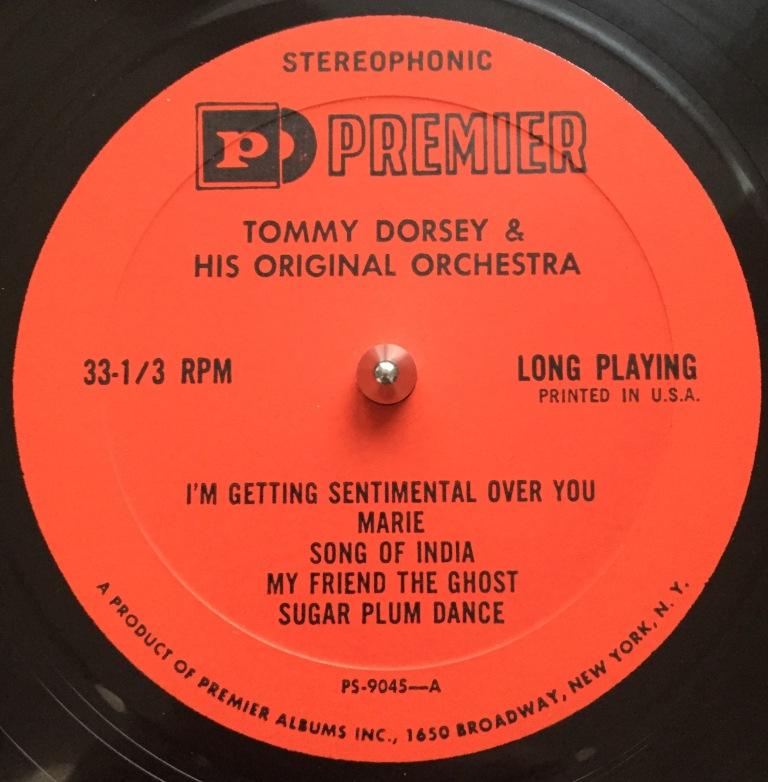 STEREOPHONIC
P PREMIER
TOMMY DORSEY &
HIS ORIGINAL ORCHESTRA
33-1/3 RPM
LONG PLAYING
PRINTED IN U.S.A.
I'M GETTING SENTIMENTAL OVER YOU
MARIE
SONG OF INDIA
MY FRIEND THE GHOST
SUGAR PLUM DANCE
PS-9045—A
A PRODUCT OF PREMIER ALBUMS INC., 1650 BROADWAY, NEW YORK, N. Y.